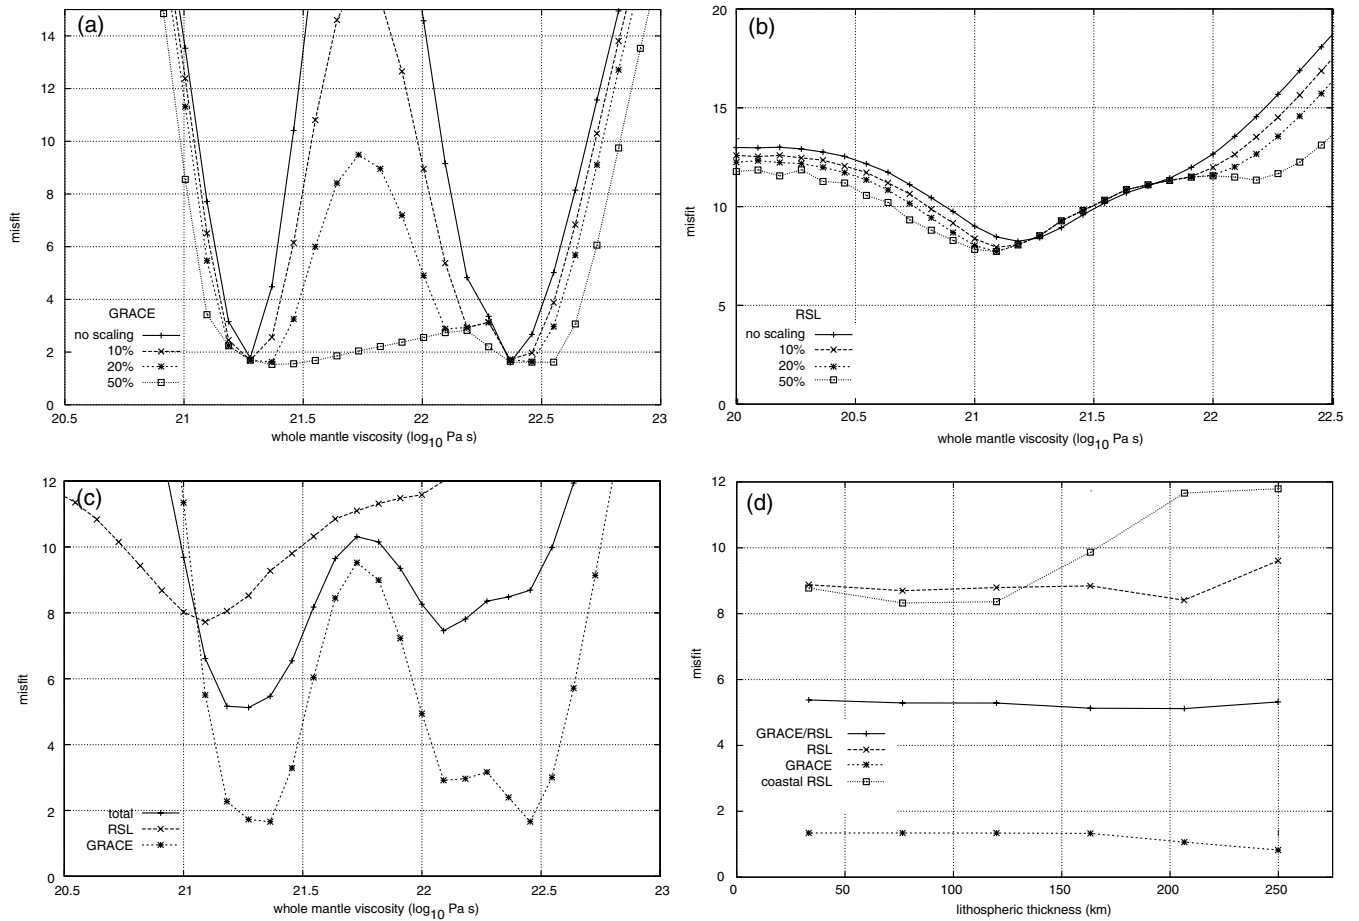 (a)
14
12
10
8
6
4
2
0
misfit
GRACE
no scaling
10%
20%
50%
20.5 21 21.5 22 22.5 23
whole mantle viscosity (log10 Pa s)
(b)
20
15
10
5
0
misfit
RSL
no scaling
10%
20%
50%
20 20.5 21 21.5 22 22.5
whole mantle viscosity (log10 Pa s)
(c)
12
10
8
6
4
2
0
misfit
total
RSL
GRACE
20.5 21 21.5 22 22.5 23
whole mantle viscosity (log10 Pa s)
(d)
12
10
8
6
4
2
0
misfit
GRACE/RSL
RSL
GRACE
coastal RSL
0 50 100 150 200 250
lithospheric thickness (km)